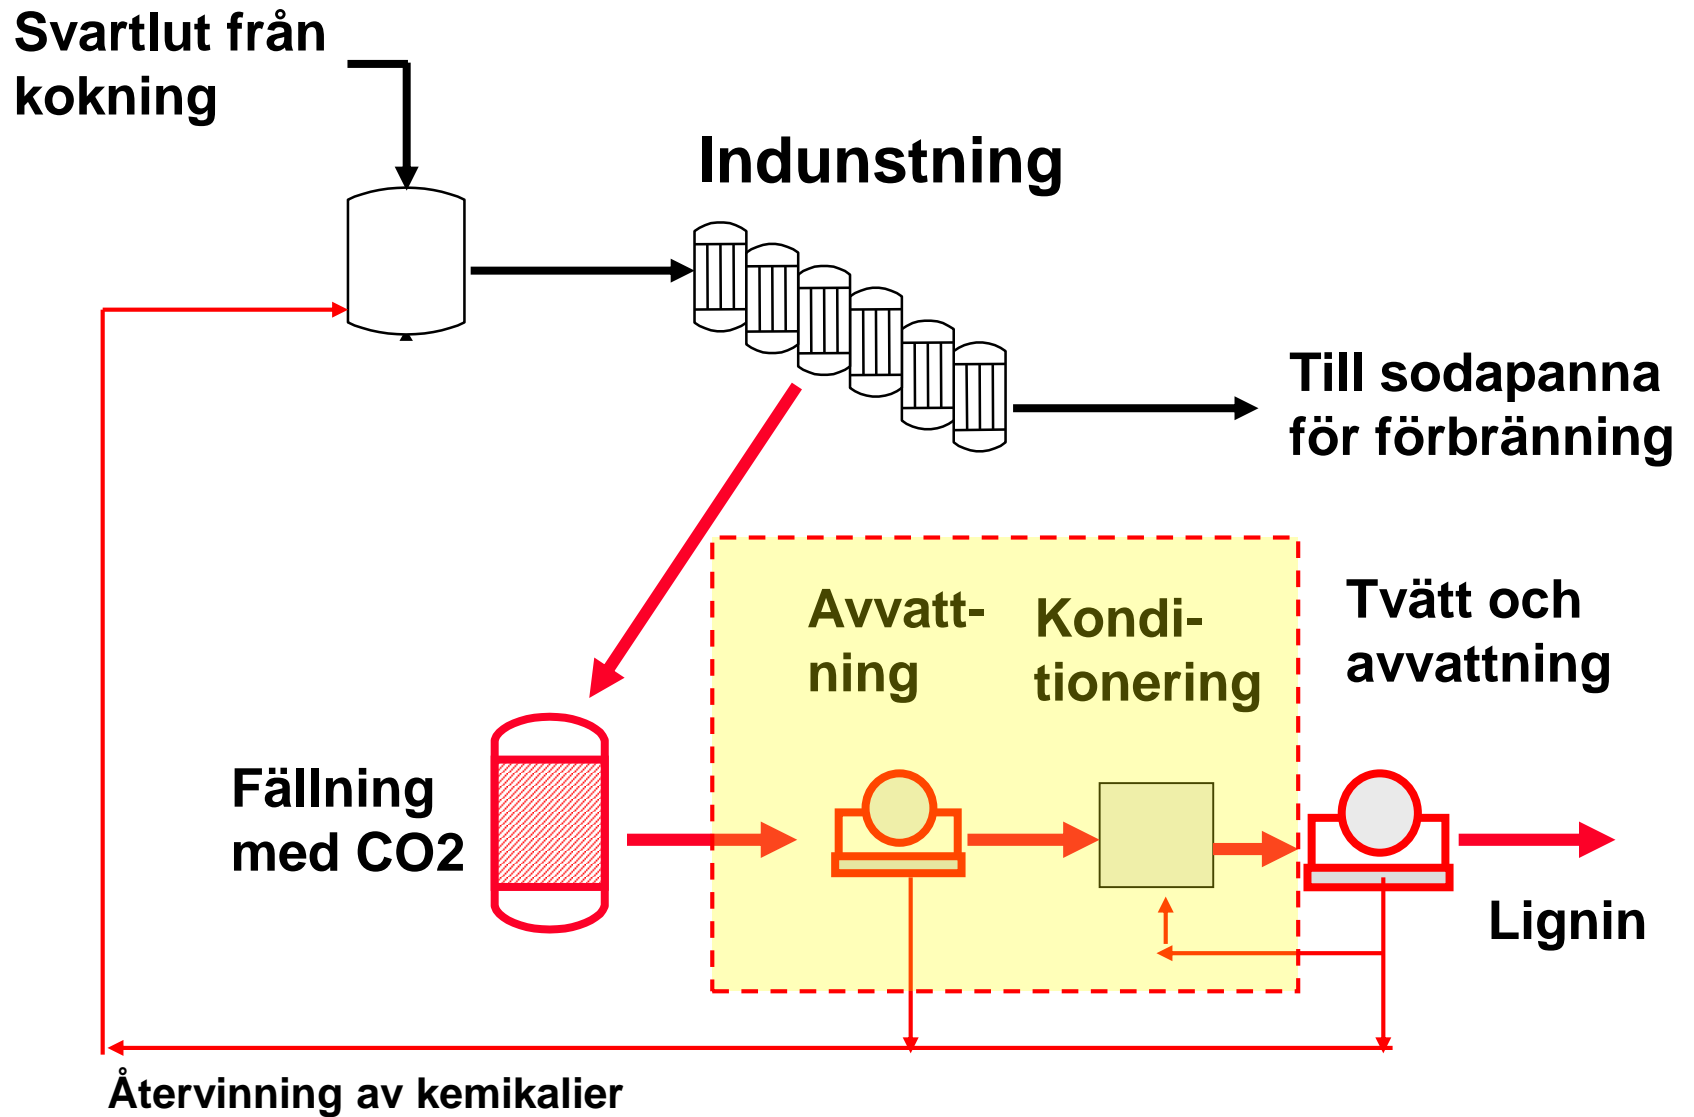 Svartlut från
kokning
Indunstning
Till sodapanna
för förbränning
Avvatt-
ning
Kondi-
tionering
Tvätt och
avvattning
Fällning
med CO2
Lignin
Återvinning av kemikalier